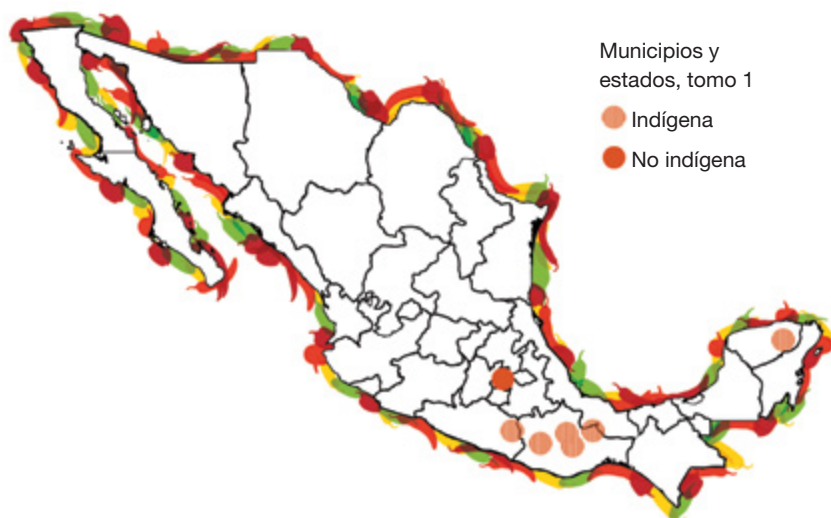 Municipios y
estados, tomo 1
Indígena
No indígena